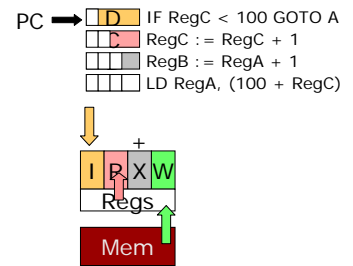 PC D IF RegC < 100 GOTO A
C RegC := RegC + 1
RegB := RegA + 1
LD RegA, (100 + RegC)
+
I R X W
Regs
Mem